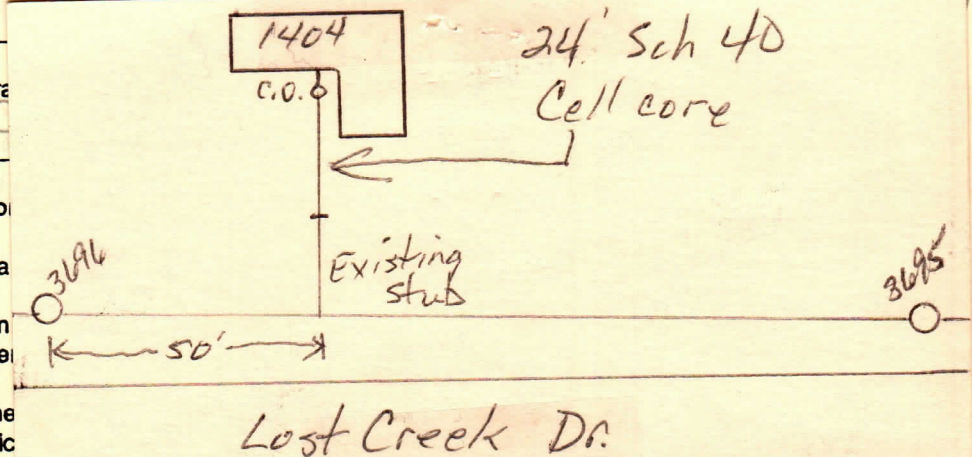 1404
24' Sch 40
Cell core
C.O.
Existing
stub
3696
3695
50'
Lost Creek Dr.